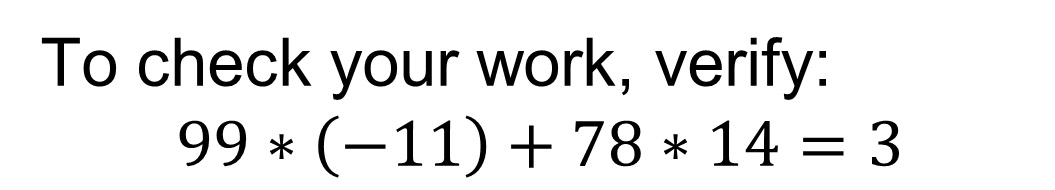 To check your work, verify:
99 ∗ (−11) + 78 ∗ 14 = 3